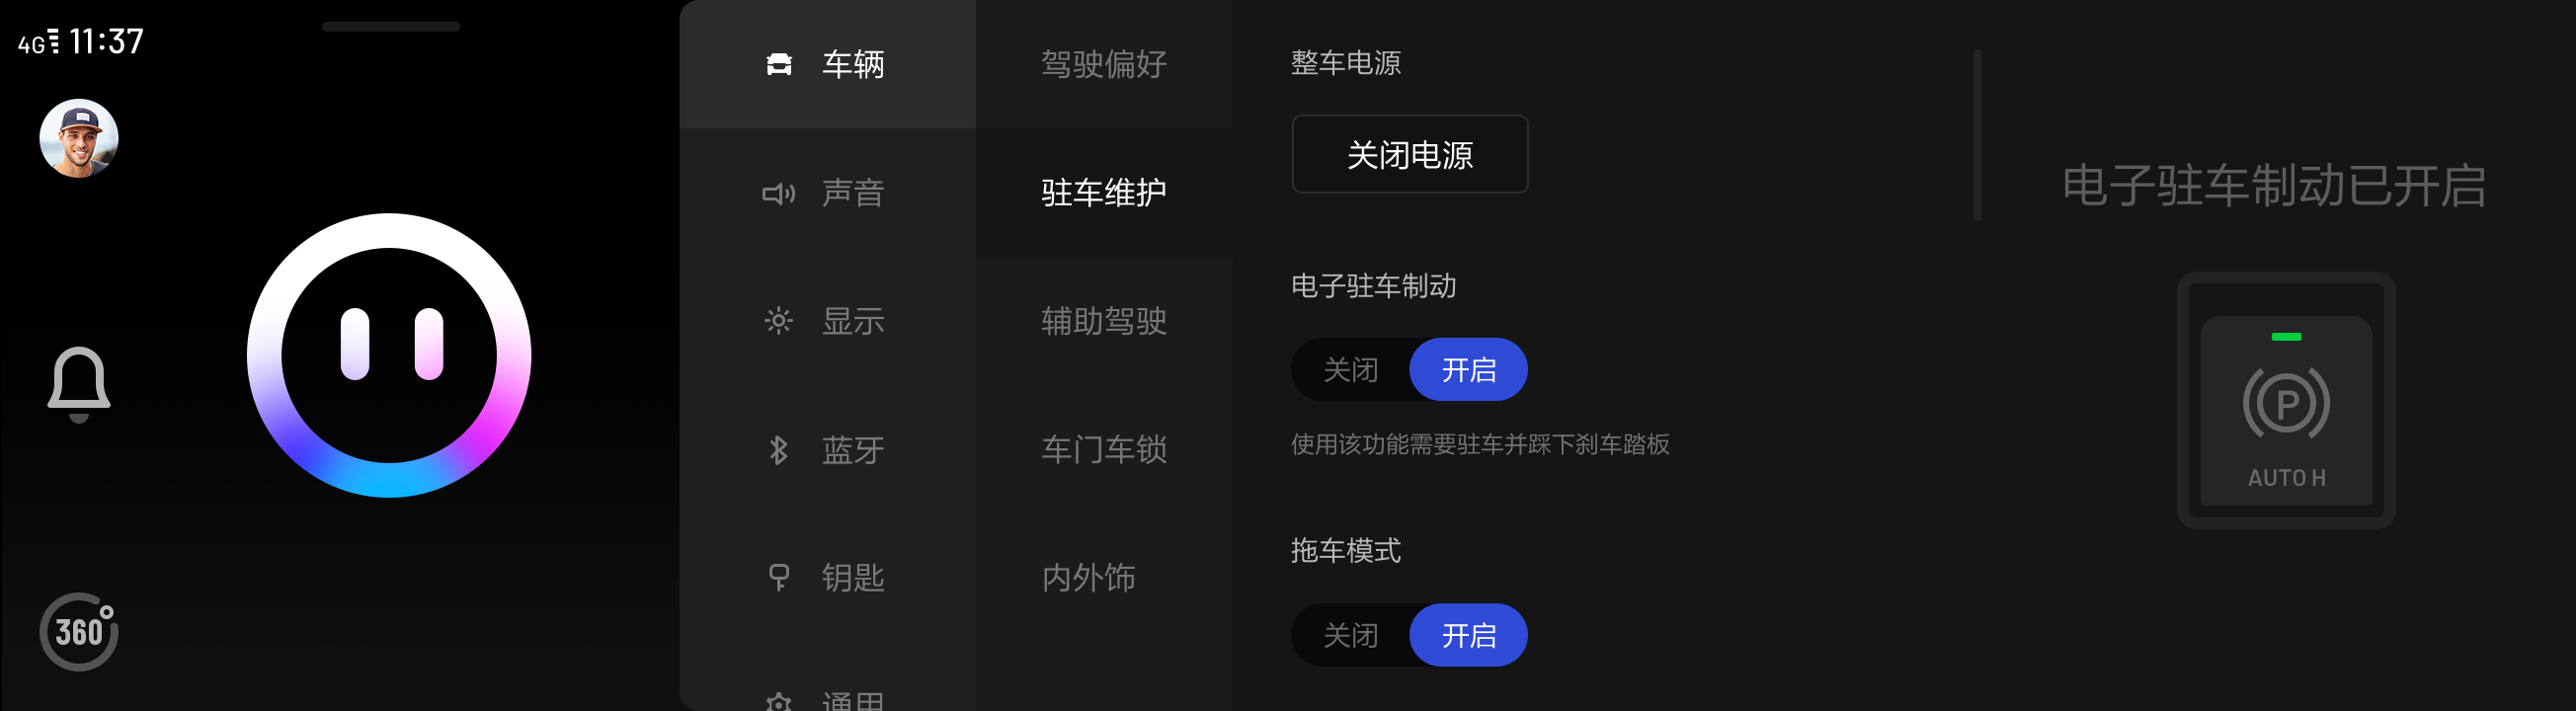 4G 11:37
360
车辆
声音
显示
蓝牙
钥匙
通用
驾驶偏好
驻车维护
辅助驾驶
车门车锁
内外饰
整车电源
关闭电源
电子驻车制动
关闭 开启
使用该功能需要驻车并踩下刹车踏板
拖车模式
关闭 开启
电子驻车制动已开启
P
AUTO H